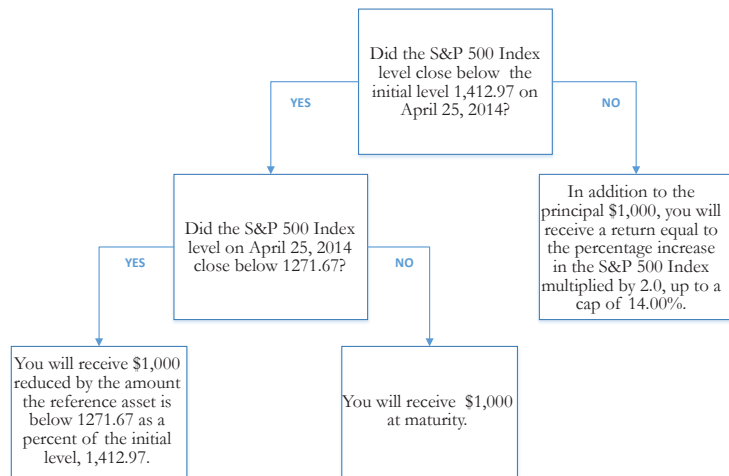 Did the S&P 500 Index
level close below the
initial level 1,412.97 on
April 25, 2014?
YES
NO
Did the S&P 500 Index
level on April 25, 2014
close below 1271.67?
In addition to the
principal $1,000, you will
receive a return equal to
the percentage increase
in the S&P 500 Index
multiplied by 2.0, up to a
cap of 14.00%.
YES
NO
You will receive $1,000
reduced by the amount
the reference asset is
below 1271.67 as a
percent of the initial
level, 1,412.97.
You will receive $1,000
at maturity.